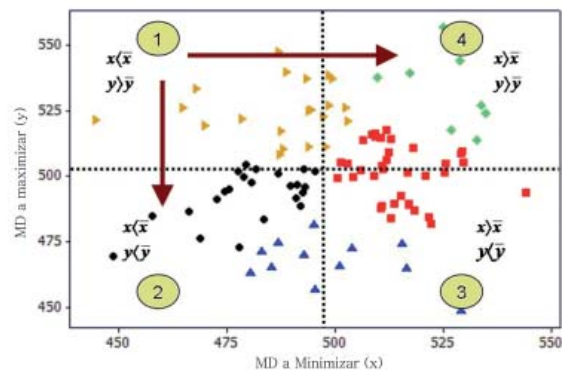 550
525
500
475
450
MD a maximizar (y)
1
x⟨x̅
y⟩y̅
4
x⟩x̅
y⟩y̅
x⟨x̅
y⟨y̅
2
x⟩x̅
y⟨y̅
3
450
475
500
525
550
MD a Minimizar (x)